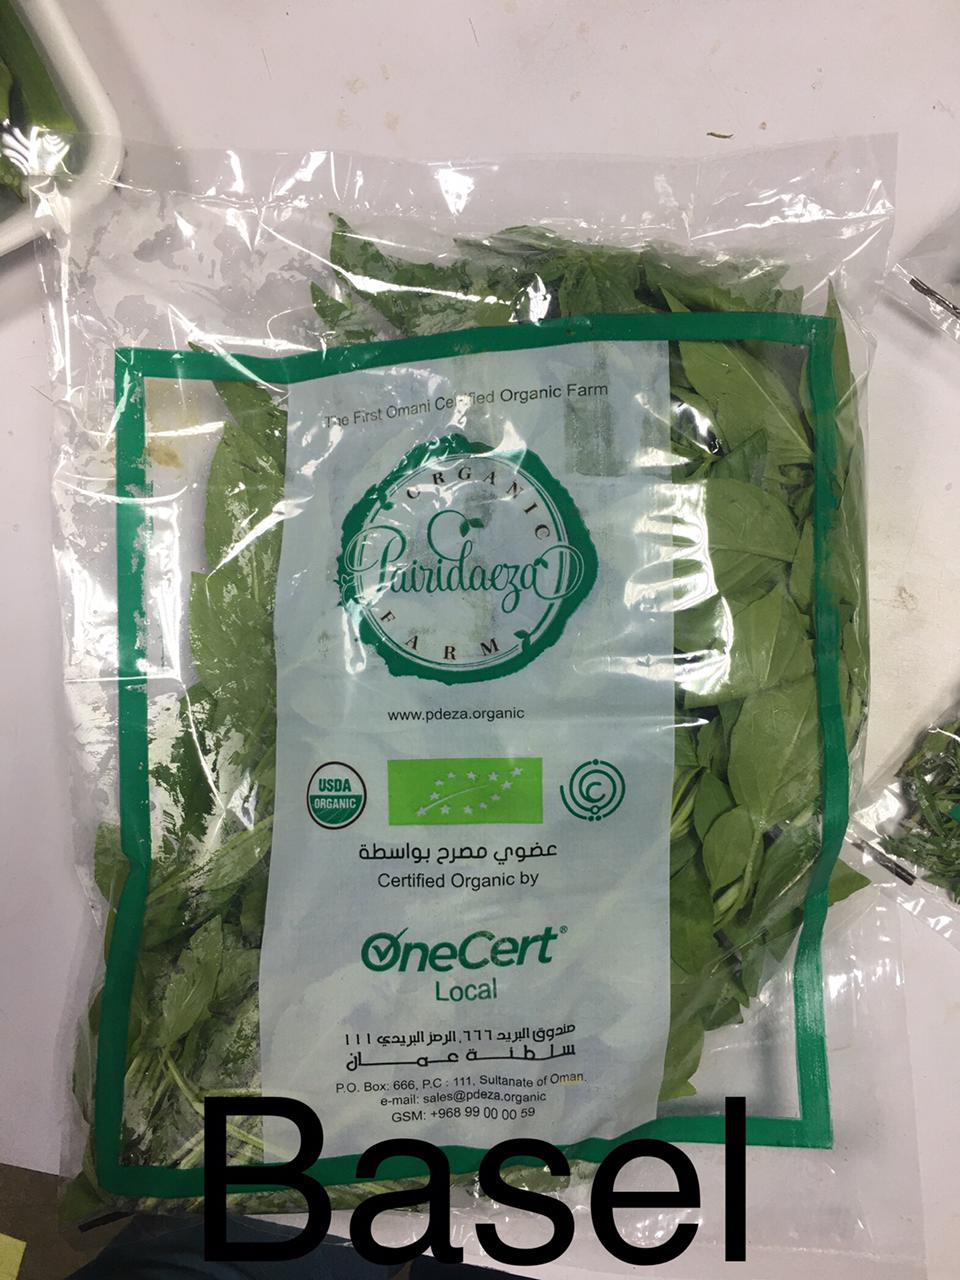 The First Omani Certified Organic Farm
ORGANIC
Pairidaeza
FARM
www.pdeza.organic
USDA
ORGANIC
عضوي مصرح بواسطة
Certified Organic by
OneCert®
Local
صندوق البريد ٦٦٦, الرمز البريدي ١١١
سلطنة عمان
P.O. Box: 666, P.C : 111, Sultanate of Oman,
e-mail: sales@pdeza.organic
GSM: +968 99 00 00 59
Basel